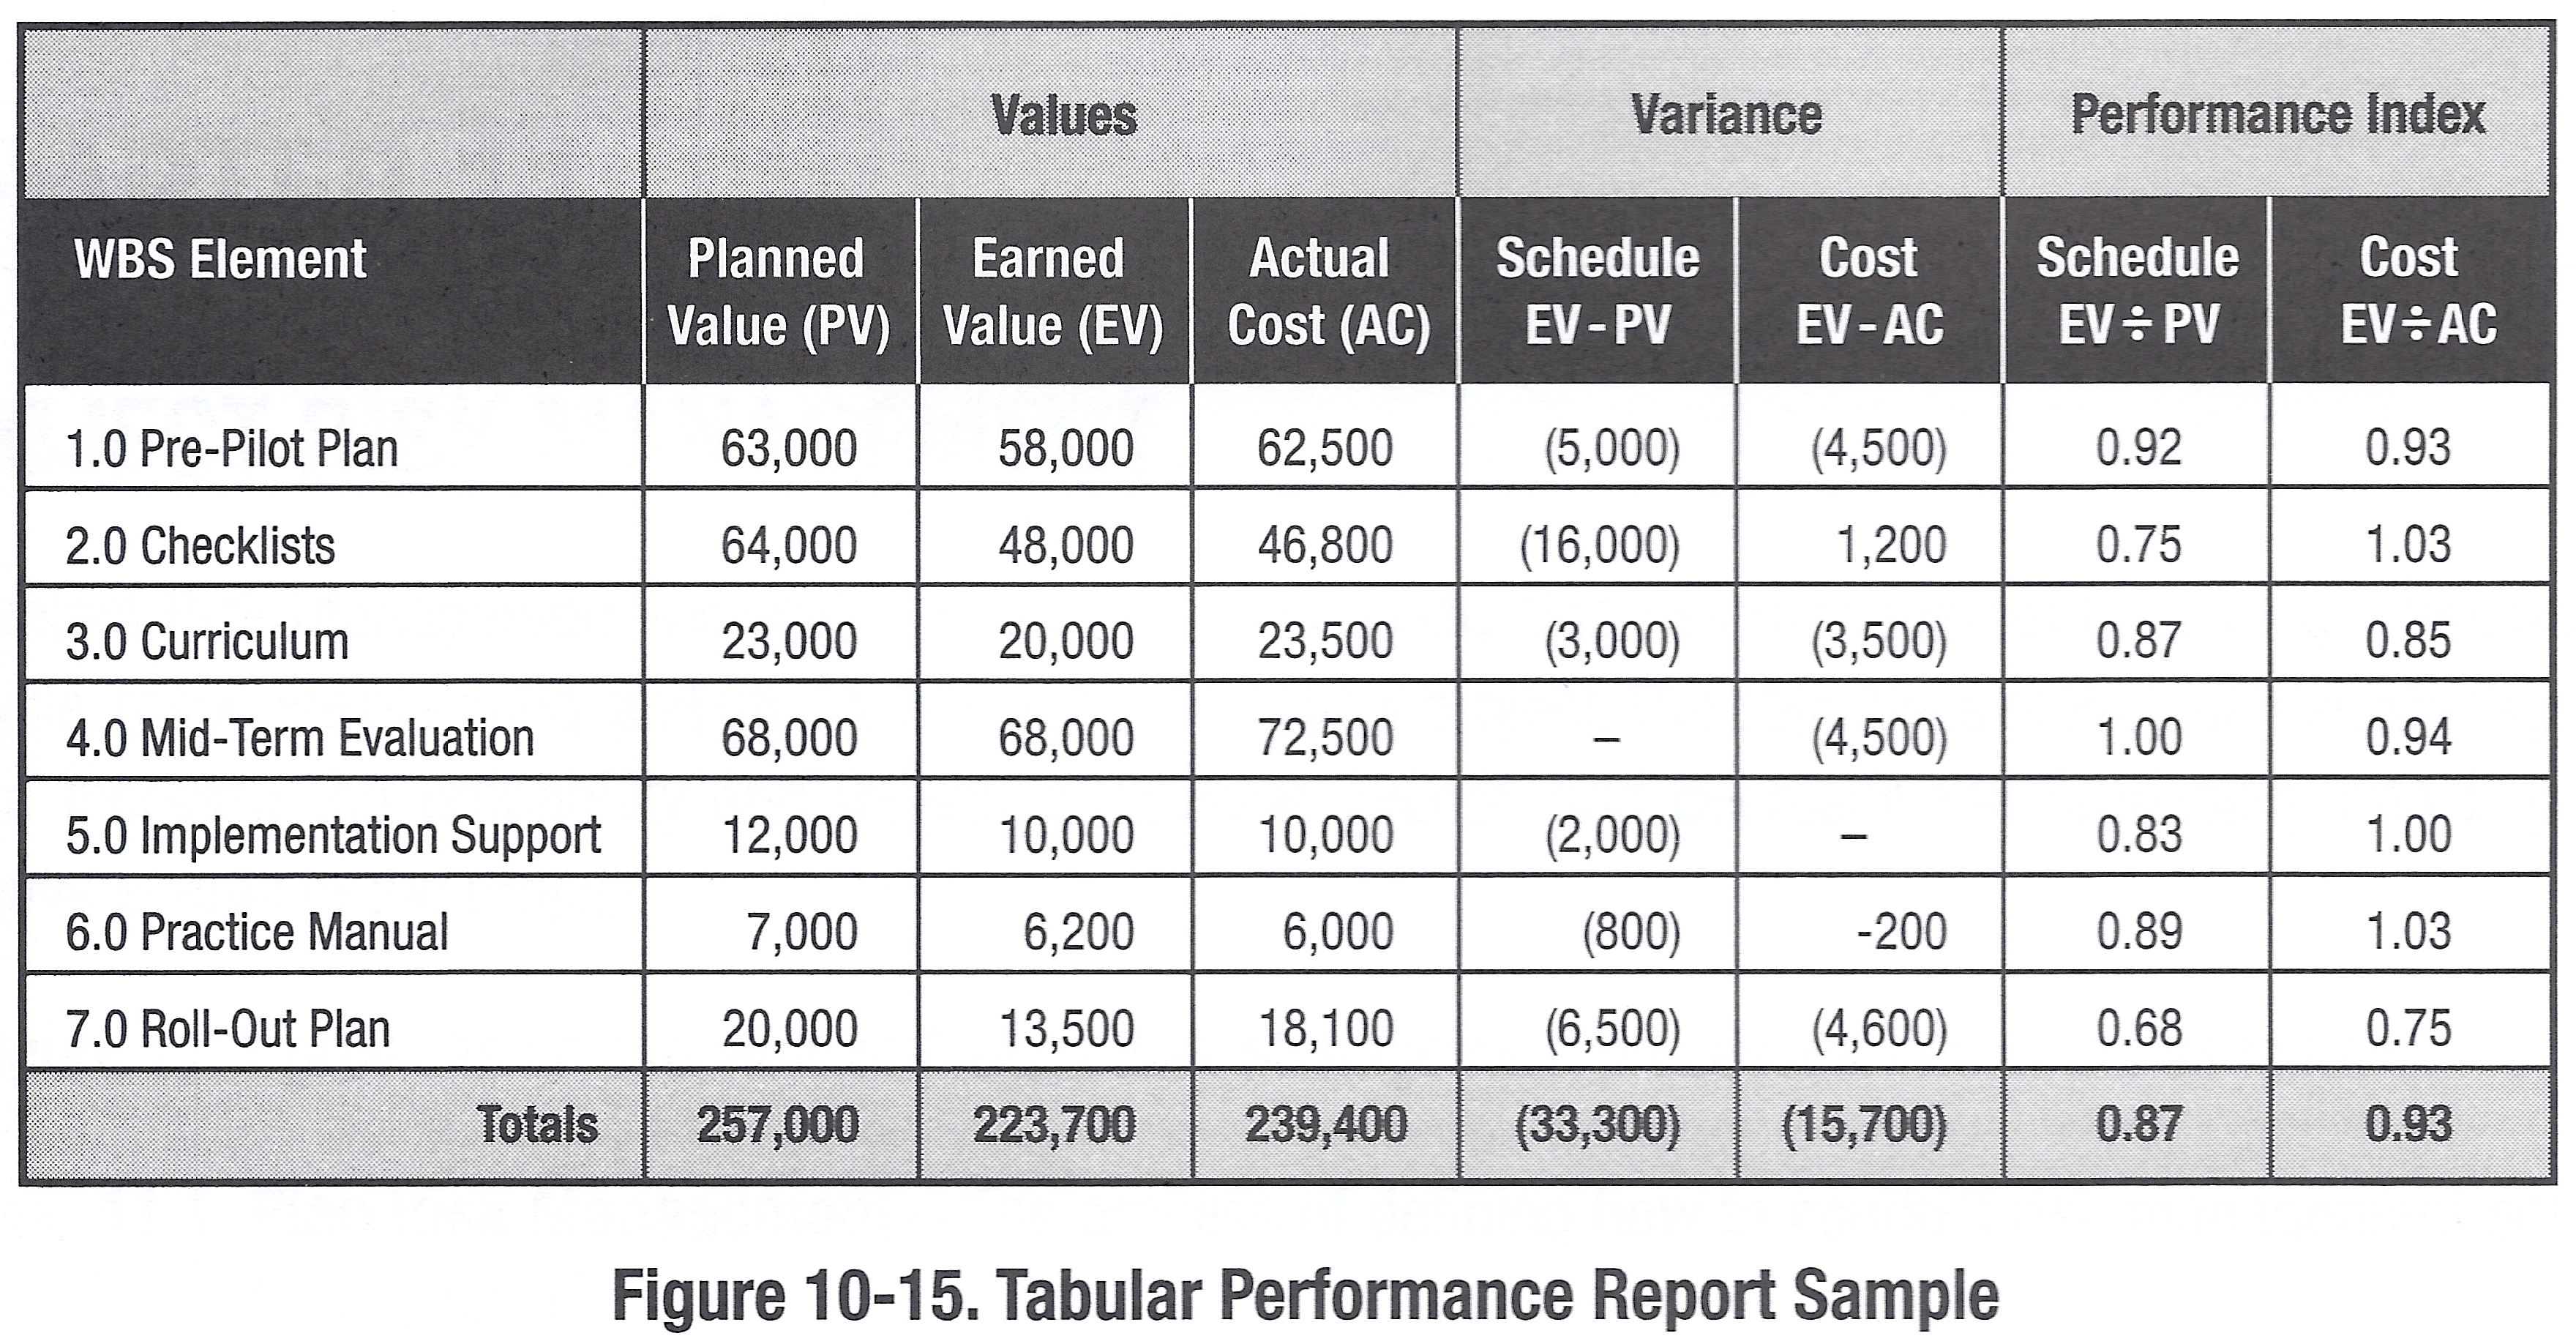 Values Variance Performance Index
WBS Element Planned Earned Actual Schedule Cost Schedule Cost
Value (PV) Value (EV) Cost (AC) EV-PV EV-AC EV÷PV EV÷AC
1.0 Pre-Pilot Plan 63,000 58,000 62,500 (5,000) (4,500) 0.92 0.93
2.0 Checklists 64,000 48,000 46,800 (16,000) 1,200 0.75 1.03
3.0 Curriculum 23,000 20,000 23,500 (3,000) (3,500) 0.87 0.85
4.0 Mid-Term Evaluation 68,000 68,000 72,500 – (4,500) 1.00 0.94
5.0 Implementation Support 12,000 10,000 10,000 (2,000) – 0.83 1.00
6.0 Practice Manual 7,000 6,200 6,000 (800) -200 0.89 1.03
7.0 Roll-Out Plan 20,000 13,500 18,100 (6,500) (4,600) 0.68 0.75
Totals 257,000 223,700 239,400 (33,300) (15,700) 0.87 0.93
Figure 10-15. Tabular Performance Report Sample